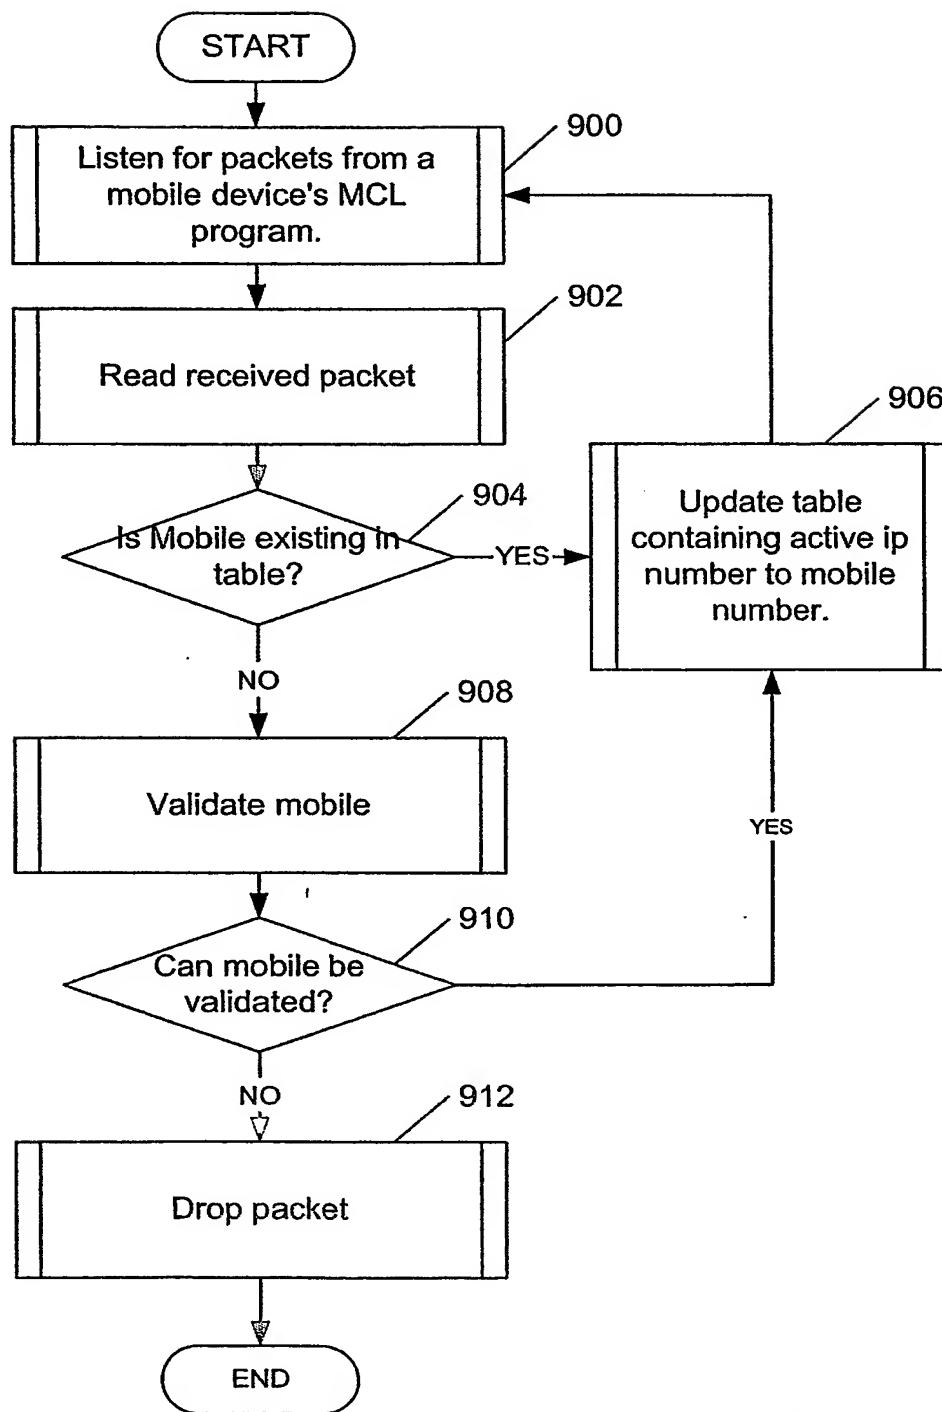 START
900
Listen for packets from a
mobile device's MCL
program.
902
Read received packet
906
904
Is Mobile existing in
table?
YES
Update table
containing active ip
number to mobile
number.
NO
908
Validate mobile
YES
910
Can mobile be
validated?
NO
912
Drop packet
END